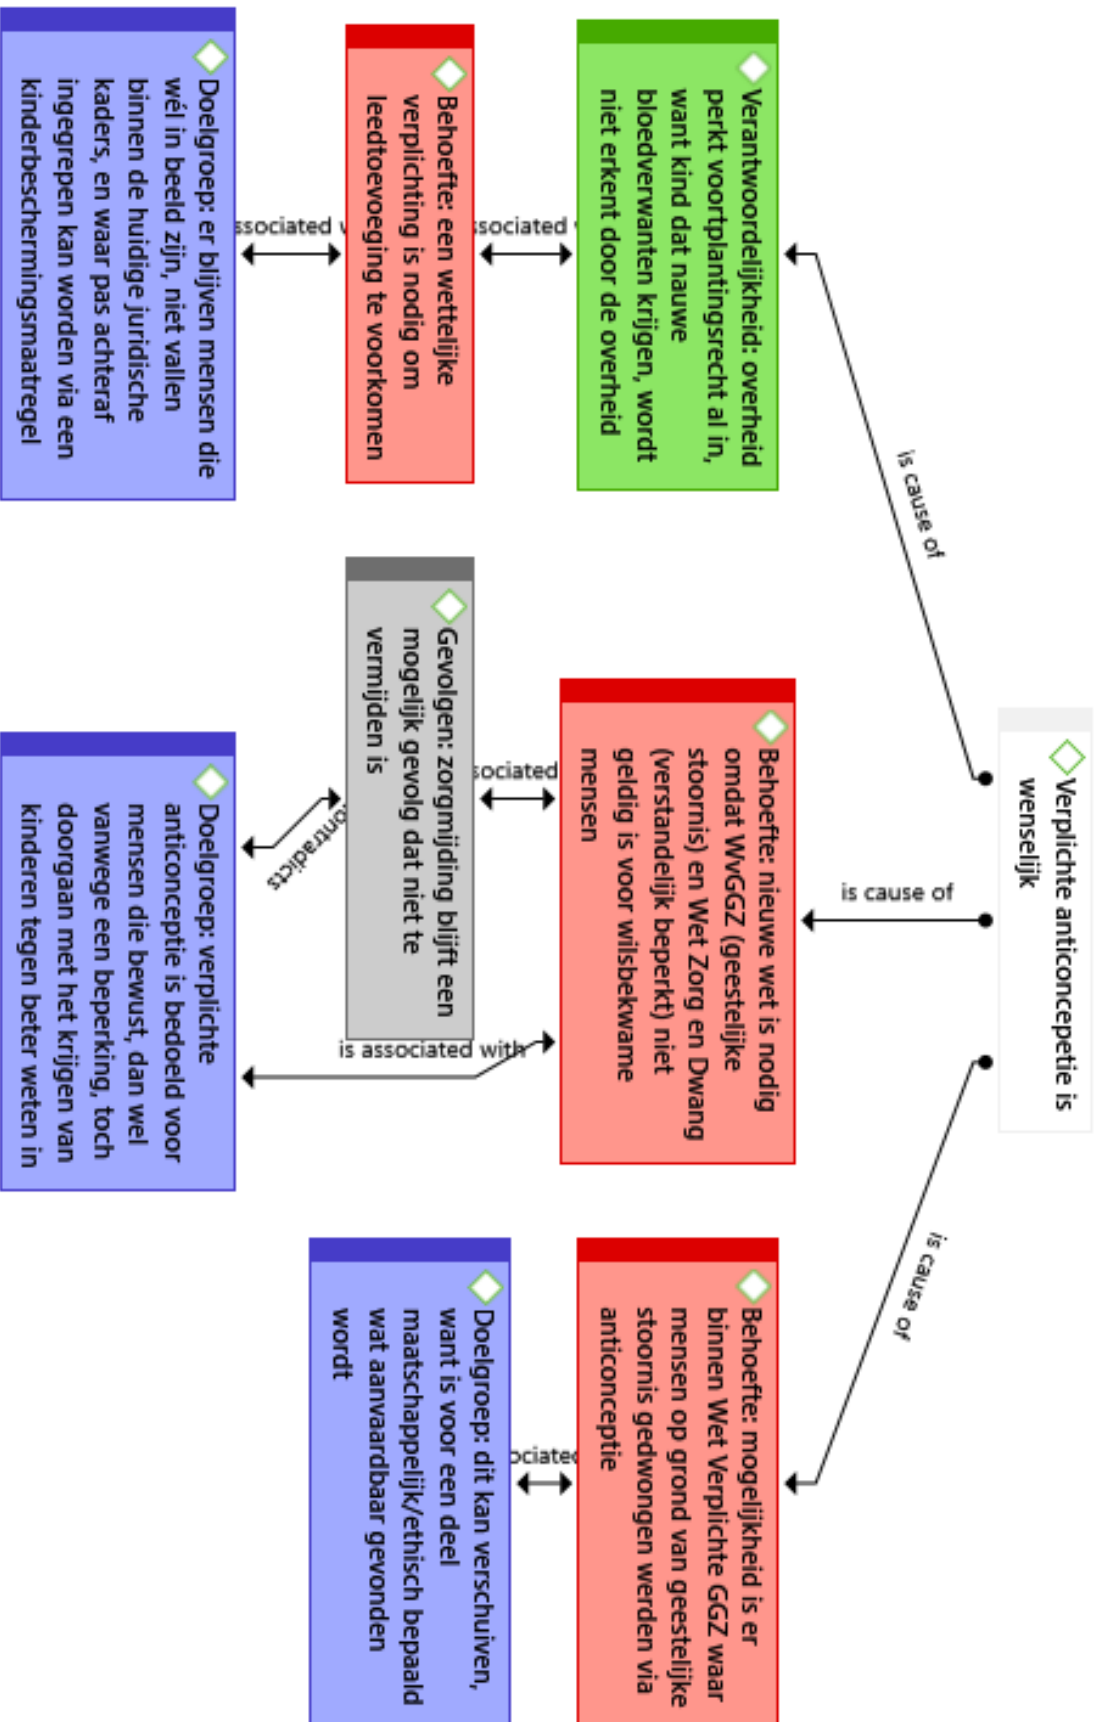 Verplichte anticoncepetie is
wenselijk
is cause of
is cause of
is cause of
Verantwoordelijkheid: overheid
perkt voortplantingsrecht al in,
want kind dat nauwe
bloedverwanten krijgen, wordt
niet erkent door de overheid
Behoefte: nieuwe wet is nodig
omdat WvGGZ (geestelijke
stoornis) en Wet Zorg en Dwang
(verstandelijk beperkt) niet
geldig is voor wilsbekwame
mensen
Behoefte: mogelijkheid is er
binnen Wet Verplichte GGZ waar
mensen op grond van geestelijke
stoornis gedwongen werden via
anticonceptie
ssociated
sociated
ociated
Behoefte: een wettelijke
verplichting is nodig om
leedtoevoeging te voorkomen
Gevolgen: zorgmijding blijft een
mogelijk gevolg dat niet te
vermijden is
is associated with
Doelgroep: dit kan verschuiven,
want is voor een deel
maatschappelijk/ethisch bepaald
wat aanvaardbaar gevonden
wordt
ssociated
ontradicts
Doelgroep: er blijven mensen die
wél in beeld zijn, niet vallen
binnen de huidige juridische
kaders, en waar pas achteraf
ingegrepen kan worden via een
kinderbeschermingsmaatregel
Doelgroep: verplichte
anticonceptie is bedoeld voor
mensen die bewust, dan wel
vanwege een beperking, toch
doorgaan met het krijgen van
kinderen tegen beter weten in